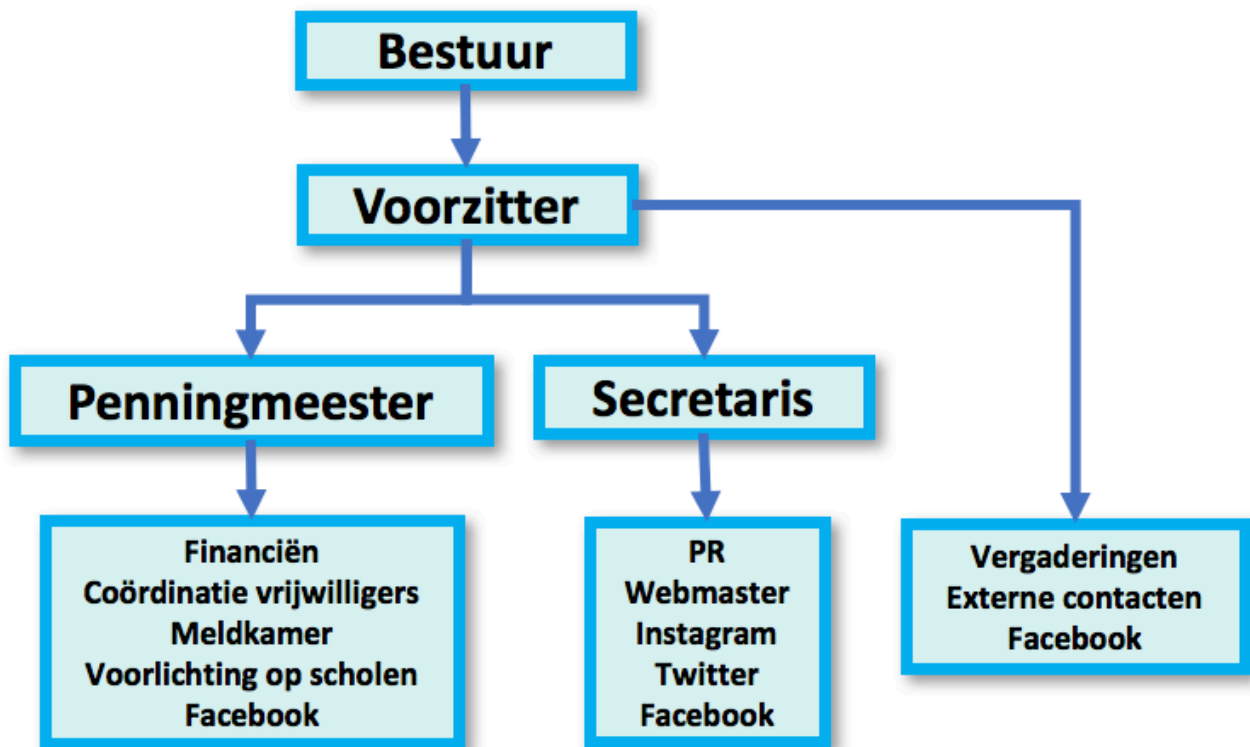 Bestuur
Voorzitter
Penningmeester
Secretaris
Financiën
Coördinatie vrijwilligers
Meldkamer
Voorlichting op scholen
Facebook
PR
Webmaster
Instagram
Twitter
Facebook
Vergaderingen
Externe contacten
Facebook